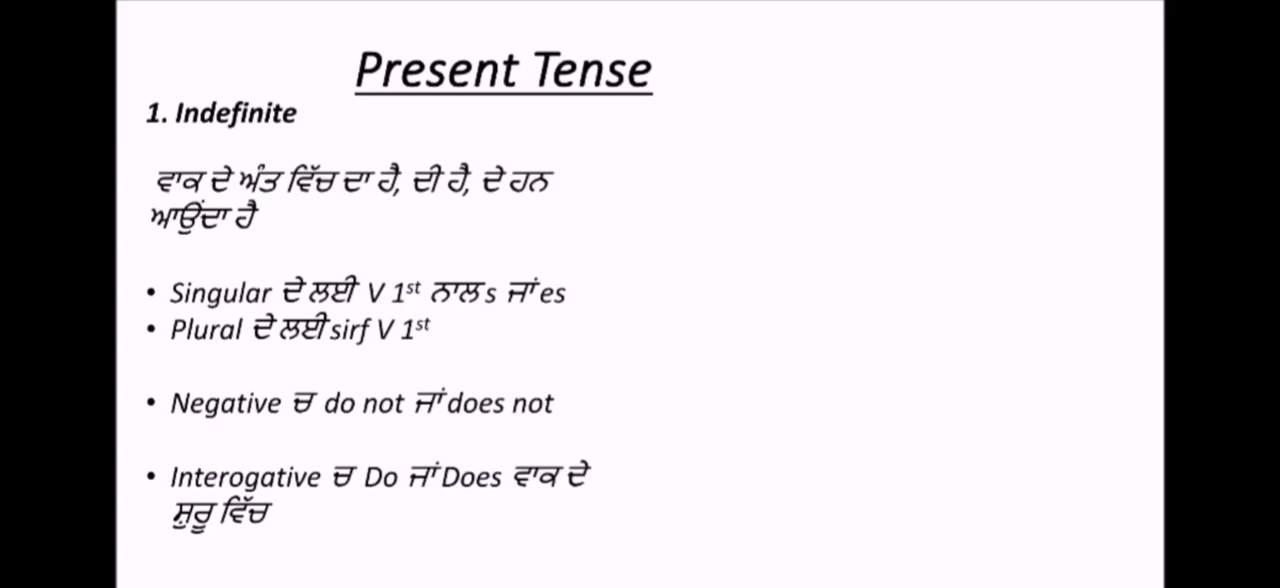 Present Tense
1. Indefinite
ਵਾਕ ਦੇ ਅੰਤ ਵਿੱਚ ਦਾ ਹੈ, ਦੀ ਹੈ, ਦੇ ਹਨ
ਆਉਂਦਾ ਹੈ
• Singular ਦੇ ਲਈ V 1st ਨਾਲ s ਜਾਂ es
• Plural ਦੇ ਲਈ sirf V 1st
• Negative ਚ do not ਜਾਂ does not
• Interogative ਚ Do ਜਾਂ Does ਵਾਕ ਦੇ
ਸ਼ੁਰੂ ਵਿੱਚ